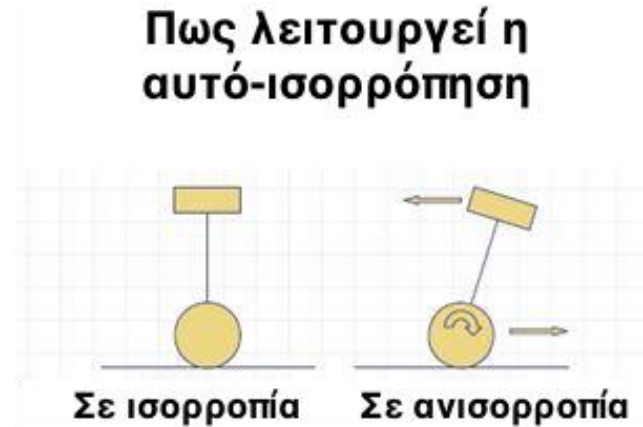 Πως λειτουργεί η
αυτό-ισορρόπηση
Σε ισορροπία
Σε ανισορροπία